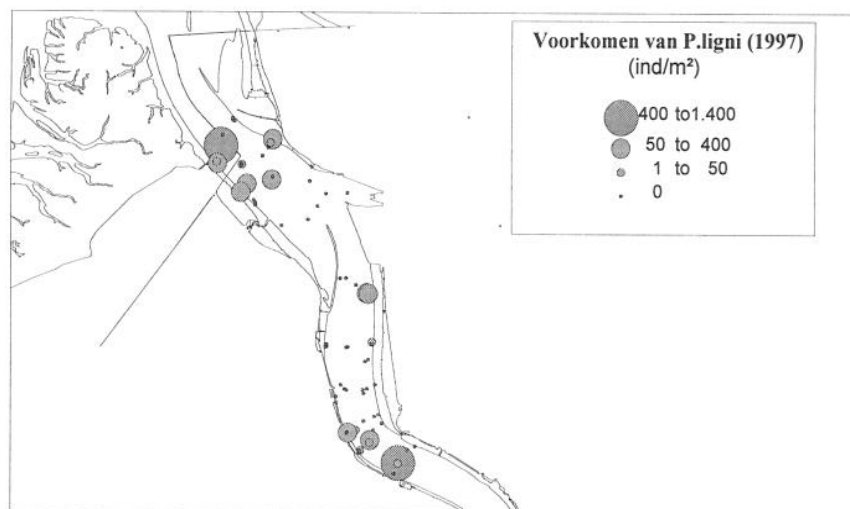 Voorkomen van P.ligni (1997)
(ind/m²)
400 to1.400
50 to 400
1 to 50
0